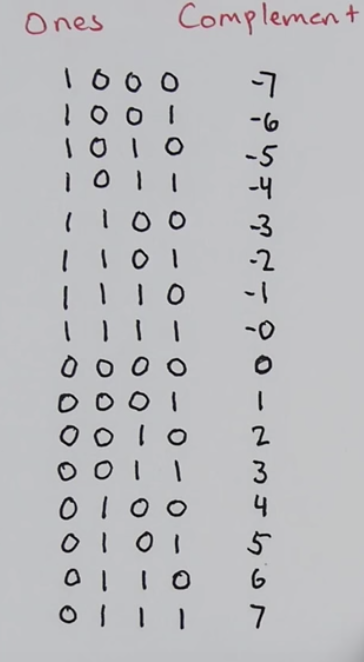 Ones Complement
1 0 0 0 -7
1 0 0 1 -6
1 0 1 0 -5
1 0 1 1 -4
1 1 0 0 -3
1 1 0 1 -2
1 1 1 0 -1
1 1 1 1 -0
0 0 0 0 0
0 0 0 1 1
0 0 1 0 2
0 0 1 1 3
0 1 0 0 4
0 1 0 1 5
0 1 1 0 6
0 1 1 1 7